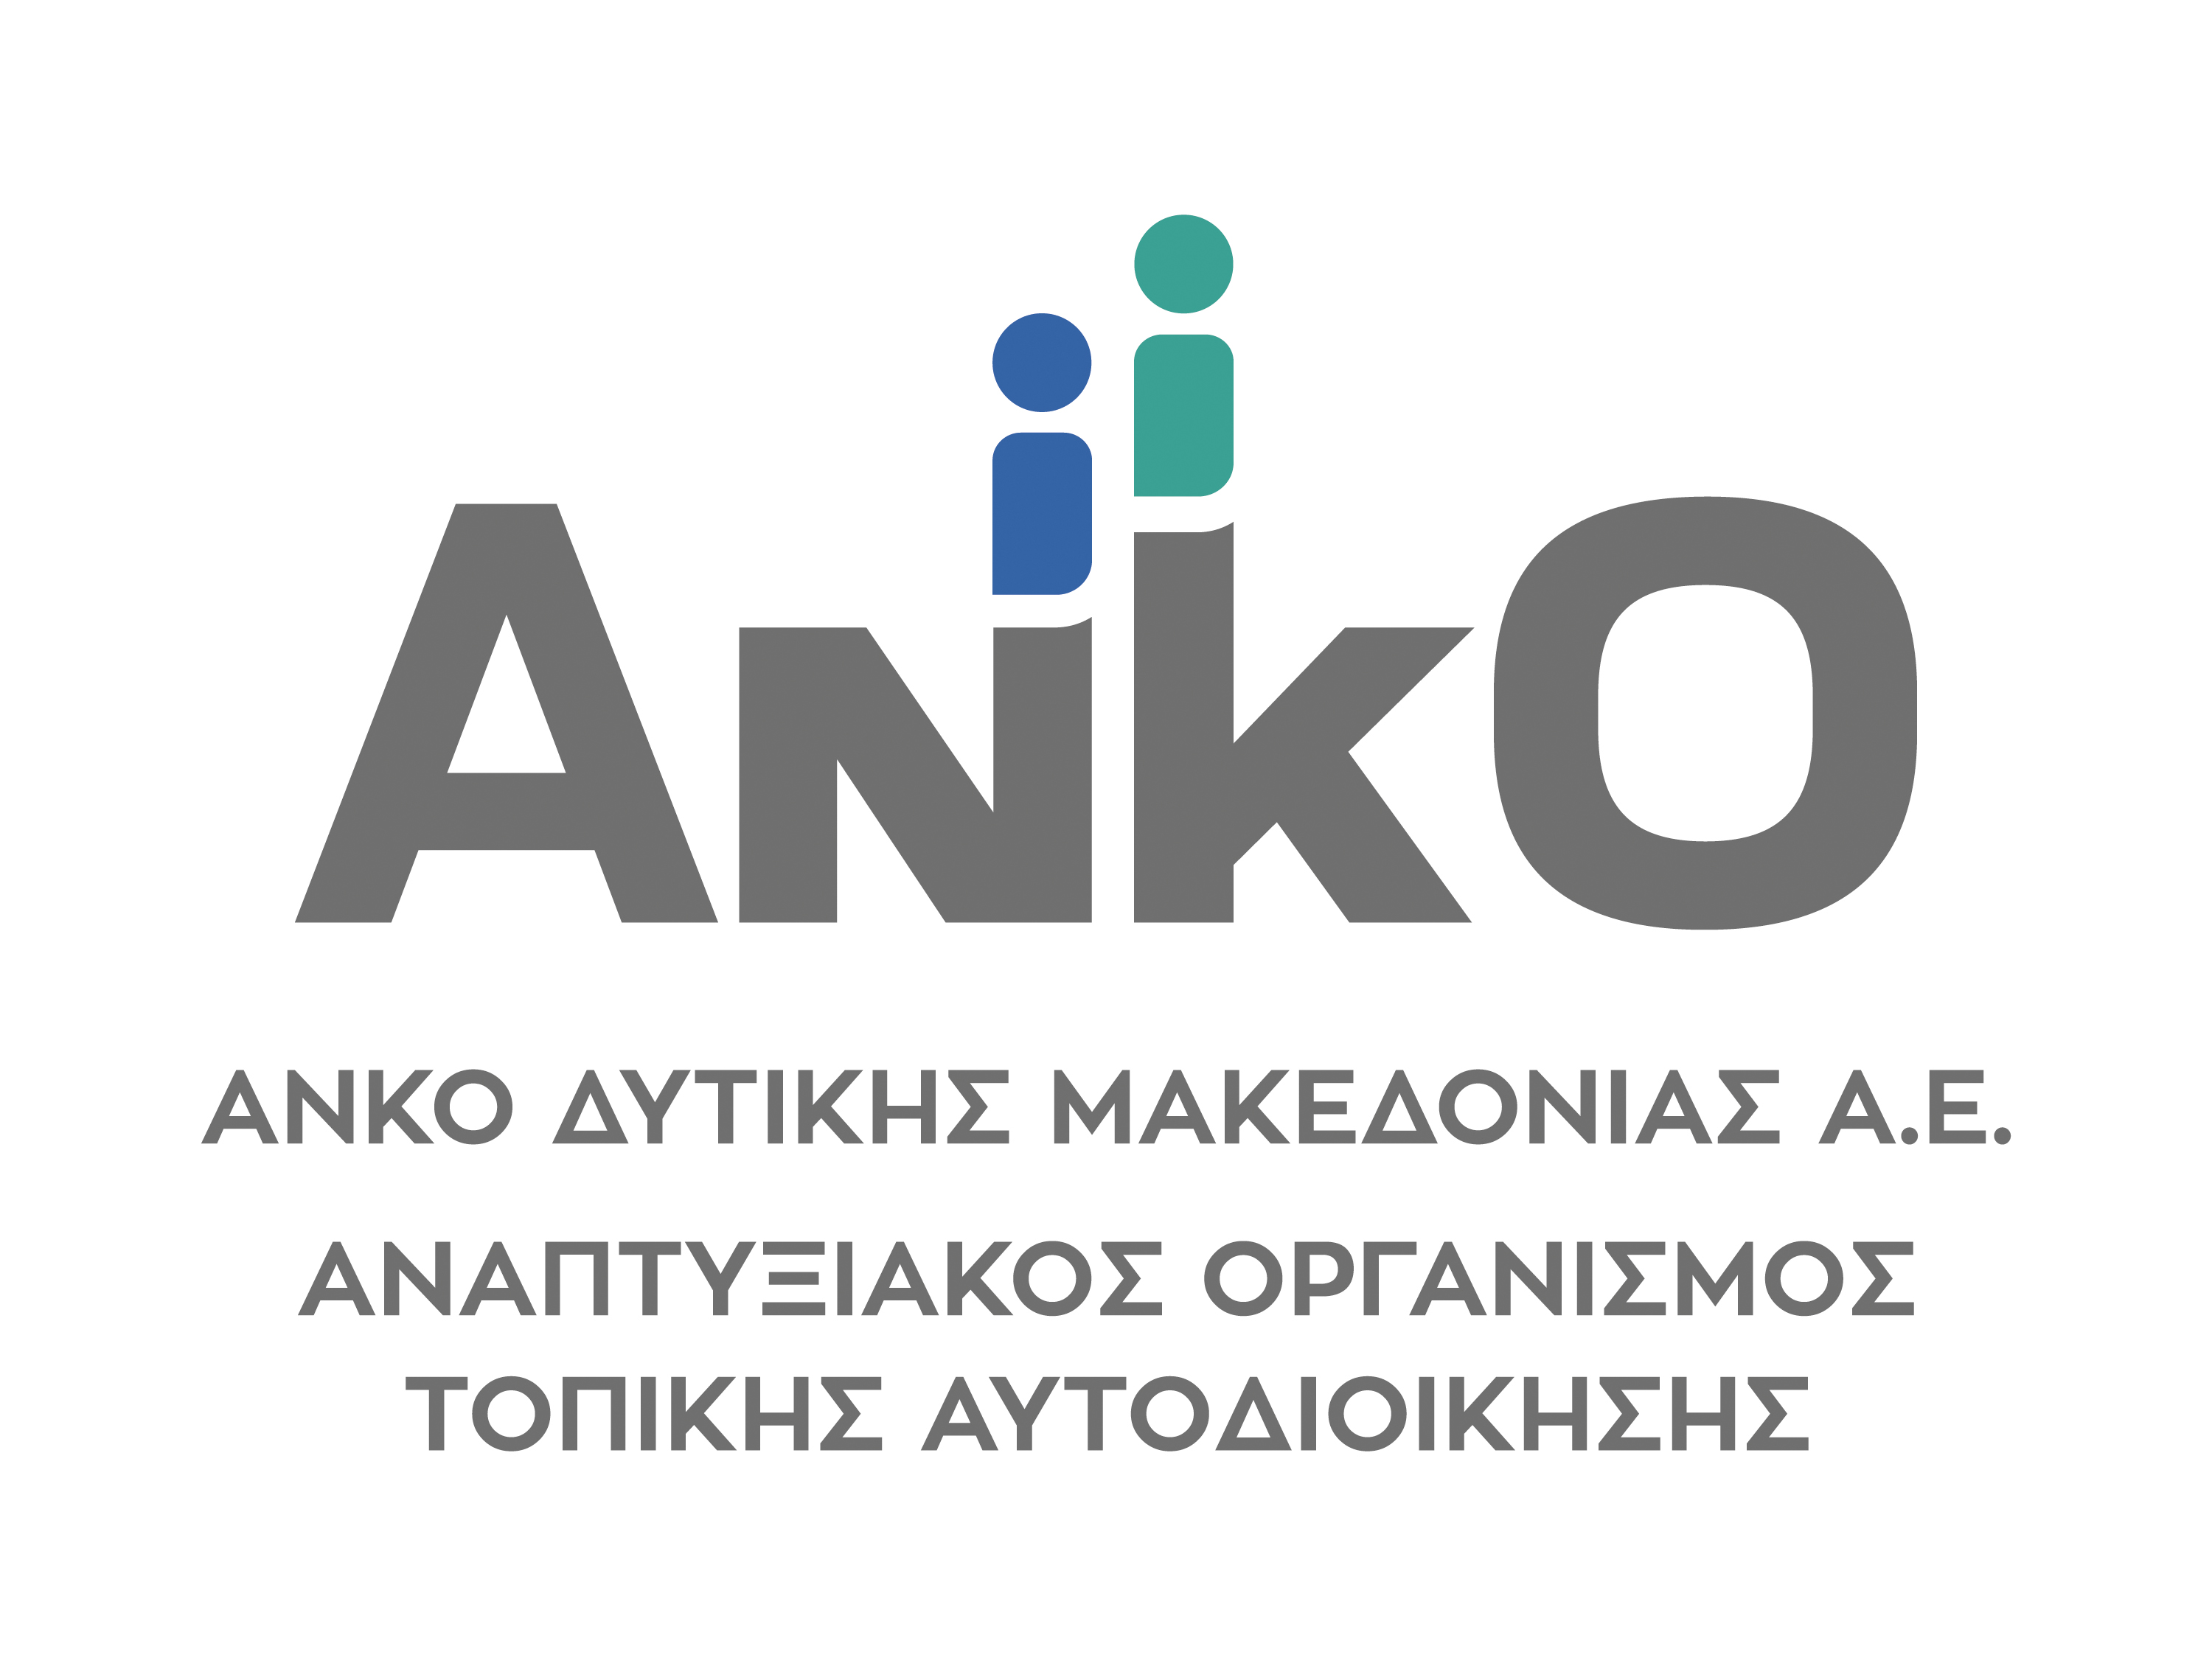 ΑΝΚΟ
ΑΝΚΟ ΔΥΤΙΚΗΣ ΜΑΚΕΔΟΝΙΑΣ Α.Ε.
ΑΝΑΠΤΥΞΙΑΚΟΣ ΟΡΓΑΝΙΣΜΟΣ
ΤΟΠΙΚΗΣ ΑΥΤΟΔΙΟΙΚΗΣΗΣ